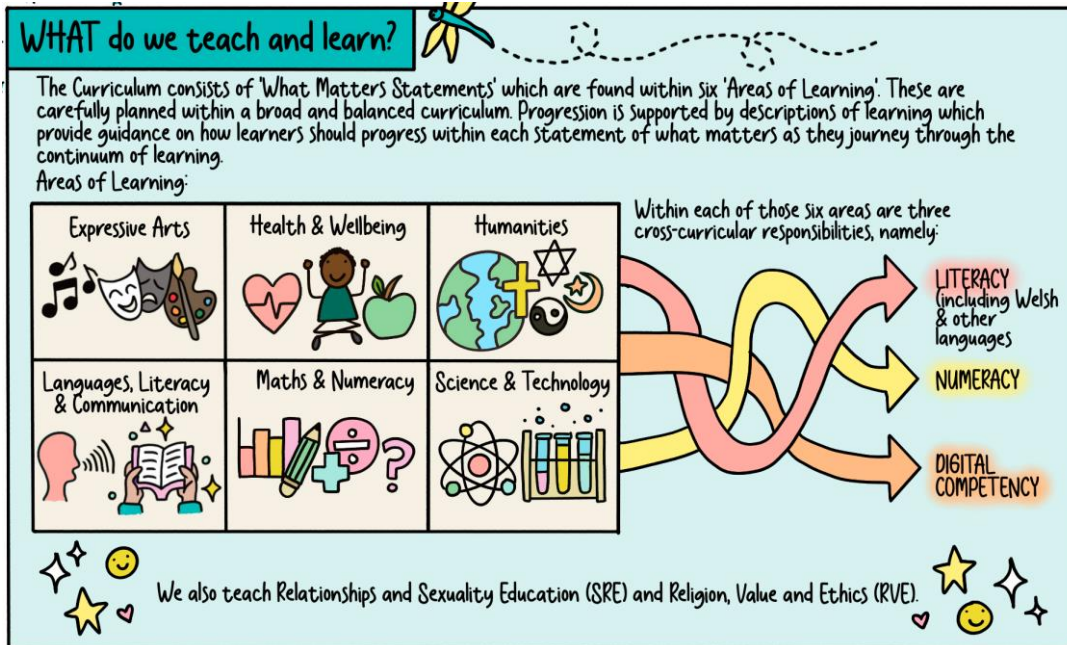 WHAT do we teach and learn?
The Curriculum consists of 'What Matters Statements' which are found within six 'Areas of Learning'. These are
carefully planned within a broad and balanced curriculum. Progression is supported by descriptions of learning which
provide guidance on how learners should progress within each statement of what matters as they journey through the
continuum of learning.
Areas of Learning:
Expressive Arts
Health & Wellbeing
Humanities
Languages, Literacy
& Communication
Maths & Numeracy
Science & Technology
Within each of those six areas are three
cross-curricular responsibilities, namely:
LITERACY
(including Welsh
& other
languages
NUMERACY
DIGITAL
COMPETENCY
We also teach Relationships and Sexuality Education (SRE) and Religion, Value and Ethics (RVE).